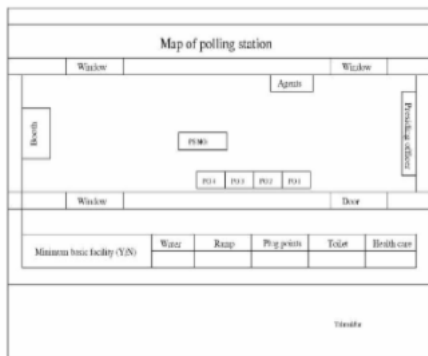 Map of polling station
Window Window
Agents
Booth
Presiding officer
PO4 PO3 PO2 PO1
Window Door
Minimum basic facility (Y/N) Water Ramp Plug points Toilet Health care